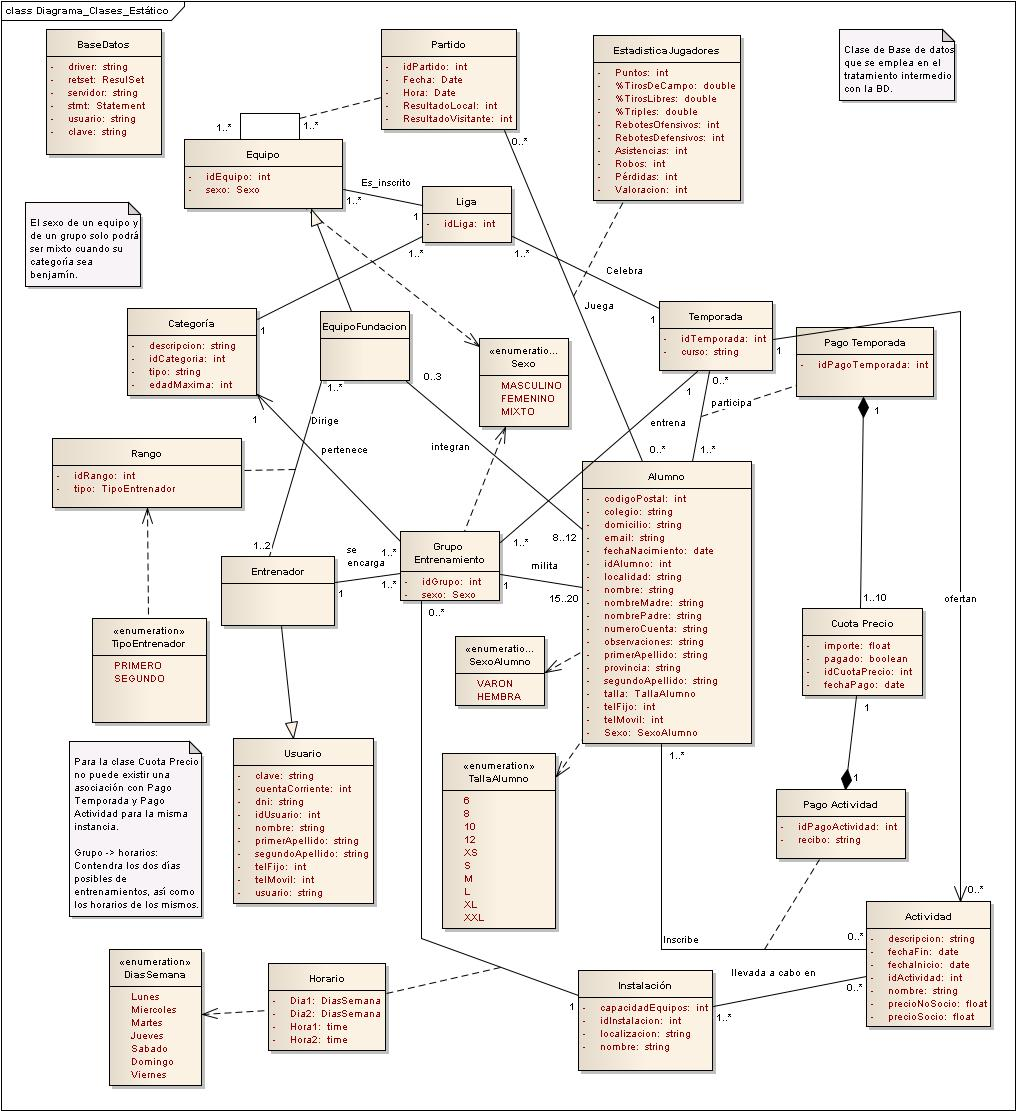 class Diagrama_Clases_Estático
BaseDatos
- driver: string
- retset: ResulSet
- servidor: string
- stmt: Statement
- usuario: string
- clave: string
Partido
- idPartido: int
- Fecha: Date
- Hora: Date
- ResultadoLocal: int
- ResultadoVisitante: int
EstadisticaJugadores
- Puntos: int
- %TirosDeCampo: double
- %TirosLibres: double
- %Triples: double
- RebotesOfensivos: int
- RebotesDefensivos: int
- Asistencias: int
- Robos: int
- Pérdidas: int
- Valoracion: int
Clase de Base de datos
que se emplea en el
tratamiento intermedio
con la BD.
1..*
1..*
0..*
Equipo
- idEquipo: int
- sexo: Sexo
Es_inscrito
1..*
1
Liga
- idLiga: int
1..*
1..*
El sexo de un equipo y
de un grupo solo podrá
ser mixto cuando su
categoría sea
benjamín.
Celebra
Juega
Categoría
- descripcion: string
- idCategoria: int
- tipo: string
- edadMaxima: int
1
1
EquipoFundacion
1..*
0..3
«enumeratio...
Sexo
MASCULINO
FEMENINO
MIXTO
1
Temporada
- idTemporada: int
- curso: string
1
1
0..*
Pago Temporada
- idPagoTemporada: int
1
participa
entrena
Dirige
pertenece
integran
0..*
1..*
Rango
- idRango: int
- tipo: TipoEntrenador
Alumno
- codigoPostal: int
- colegio: string
- domicilio: string
- email: string
- fechaNacimiento: date
- idAlumno: int
- localidad: string
- nombre: string
- nombreMadre: string
- nombrePadre: string
- numeroCuenta: string
- observaciones: string
- primerApellido: string
- provincia: string
- segundoApellido: string
- talla: TallaAlumno
- telFijo: int
- telMovil: int
- Sexo: SexoAlumno
1..2
se
encarga
1..*
1..*
1..*
8..12
Grupo
Entrenamiento
- idGrupo: int
- sexo: Sexo
milita
1
15..20
0..*
Entrenador
1
ofertan
1..10
Cuota Precio
- importe: float
- pagado: boolean
- idCuotaPrecio: int
- fechaPago: date
1
«enumeration»
TipoEntrenador
PRIMERO
SEGUNDO
«enumeratio...
SexoAlumno
VARON
HEMBRA
Para la clase Cuota Precio
no puede existir una
asociación con Pago
Temporada y Pago
Actividad para la misma
instancia.
Grupo -> horarios:
Contendra los dos días
posibles de
entrenamientos, así como
los horarios de los mismos.
Usuario
- clave: string
- cuentaCorriente: int
- dni: string
- idUsuario: int
- nombre: string
- primerApellido: string
- segundoApellido: string
- telFijo: int
- telMovil: int
- usuario: string
«enumeration»
TallaAlumno
6
8
10
12
XS
S
M
L
XL
XXL
1..*
1
Pago Actividad
- idPagoActividad: int
- recibo: string
Inscribe
0..*
0..*
Actividad
- descripcion: string
- fechaFin: date
- fechaInicio: date
- idActividad: int
- nombre: string
- precioNoSocio: float
- precioSocio: float
«enumeration»
DiasSemana
Lunes
Miercoles
Martes
Jueves
Sabado
Domingo
Viernes
Horario
- Dia1: DiasSemana
- Dia2: DiasSemana
- Hora1: time
- Hora2: time
llevada a cabo en
0..*
1
1..*
Instalación
- capacidadEquipos: int
- idInstalacion: int
- localizacion: string
- nombre: string